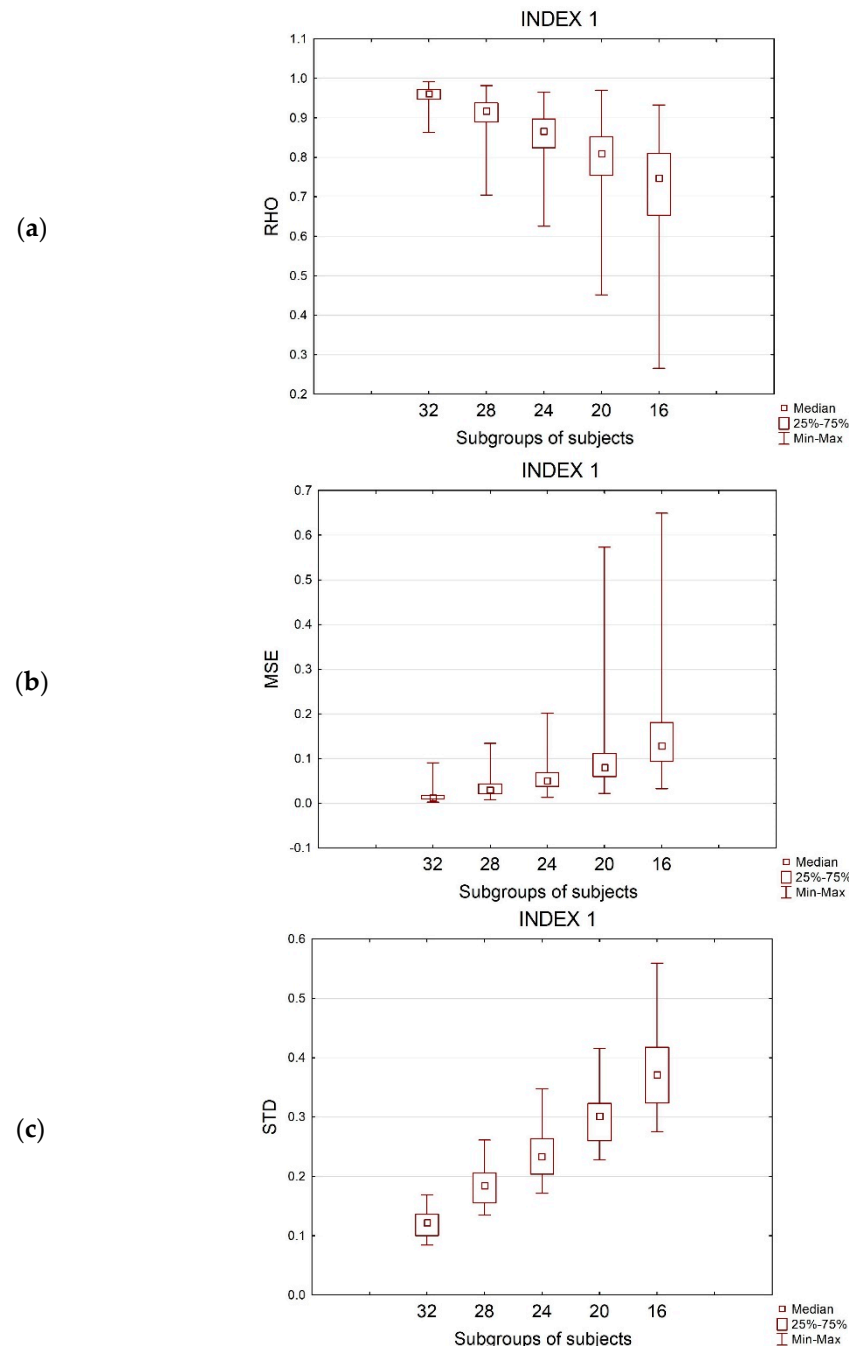 INDEX 1
1.1
1.0
0.9
0.8
0.7
0.6
0.5
0.4
0.3
0.2
RHO
(a)
32 28 24 20 16
Subgroups of subjects
Median
25%-75%
Min-Max
INDEX 1
0.7
0.6
0.5
0.4
0.3
0.2
0.1
0.0
-0.1
MSE
(b)
32 28 24 20 16
Subgroups of subjects
Median
25%-75%
Min-Max
INDEX 1
0.6
0.5
0.4
0.3
0.2
0.1
0.0
STD
(c)
32 28 24 20 16
Subgroups of subjects
Median
25%-75%
Min-Max